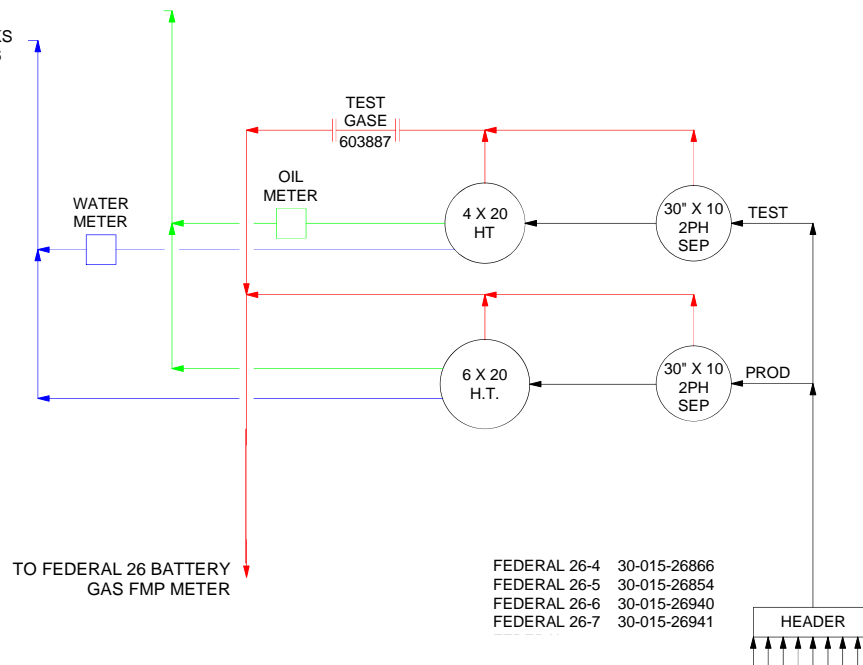 TEST
GASE
603887
OIL
METER
WATER
METER
4 X 20
HT
30" X 10
2PH
SEP
TEST
6 X 20
H.T.
30" X 10
2PH
SEP
PROD
TO FEDERAL 26 BATTERY
GAS FMP METER
FEDERAL 26-4 30-015-26866
FEDERAL 26-5 30-015-26854
FEDERAL 26-6 30-015-26940
FEDERAL 26-7 30-015-26941
HEADER